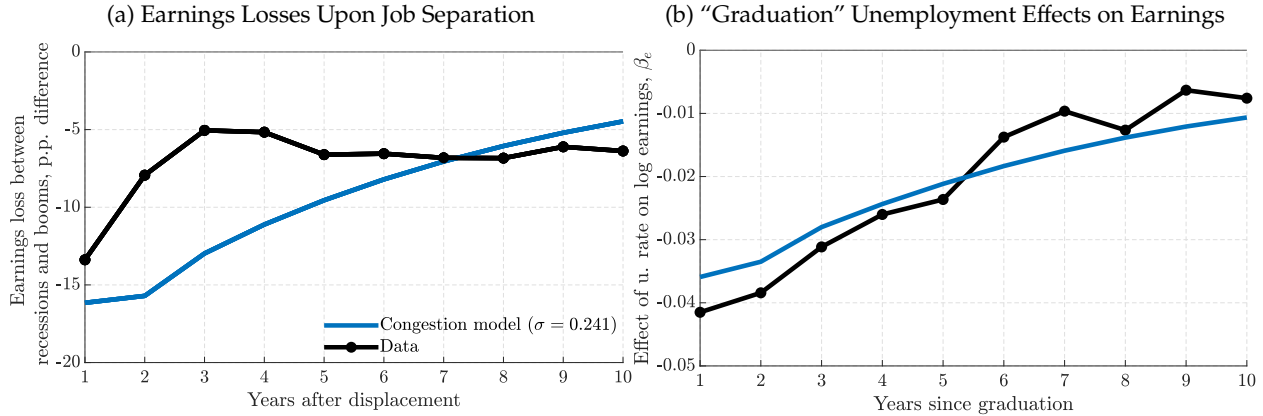 (a) Earnings Losses Upon Job Separation
Earnings loss between
recessions and booms, p.p. difference
0
-5
-10
-15
-20
1 2 3 4 5 6 7 8 9 10
Years after displacement
Congestion model (σ = 0.241)
Data
(b) “Graduation” Unemployment Effects on Earnings
Effect of u. rate on log earnings, βₑ
0
-0.01
-0.02
-0.03
-0.04
-0.05
1 2 3 4 5 6 7 8 9 10
Years since graduation